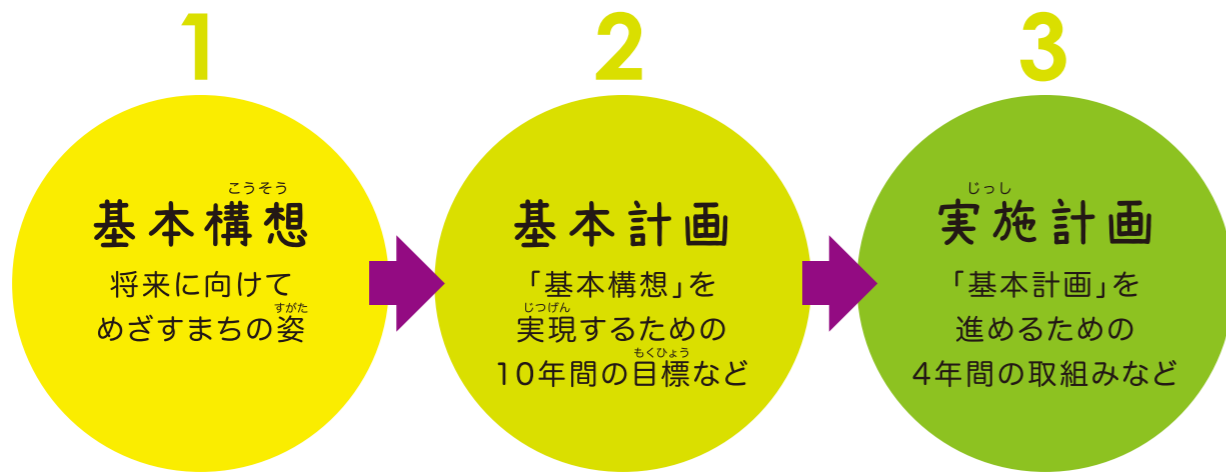 1
こうそう
基本構想
将来に向けて
すがた
めざすまちの姿
2
基本計画
「基本構想」を
じつげん
実現するための
もくひょう
10年間の目標など
3
じっし
実施計画
「基本計画」を
進めるための
4年間の取組みなど